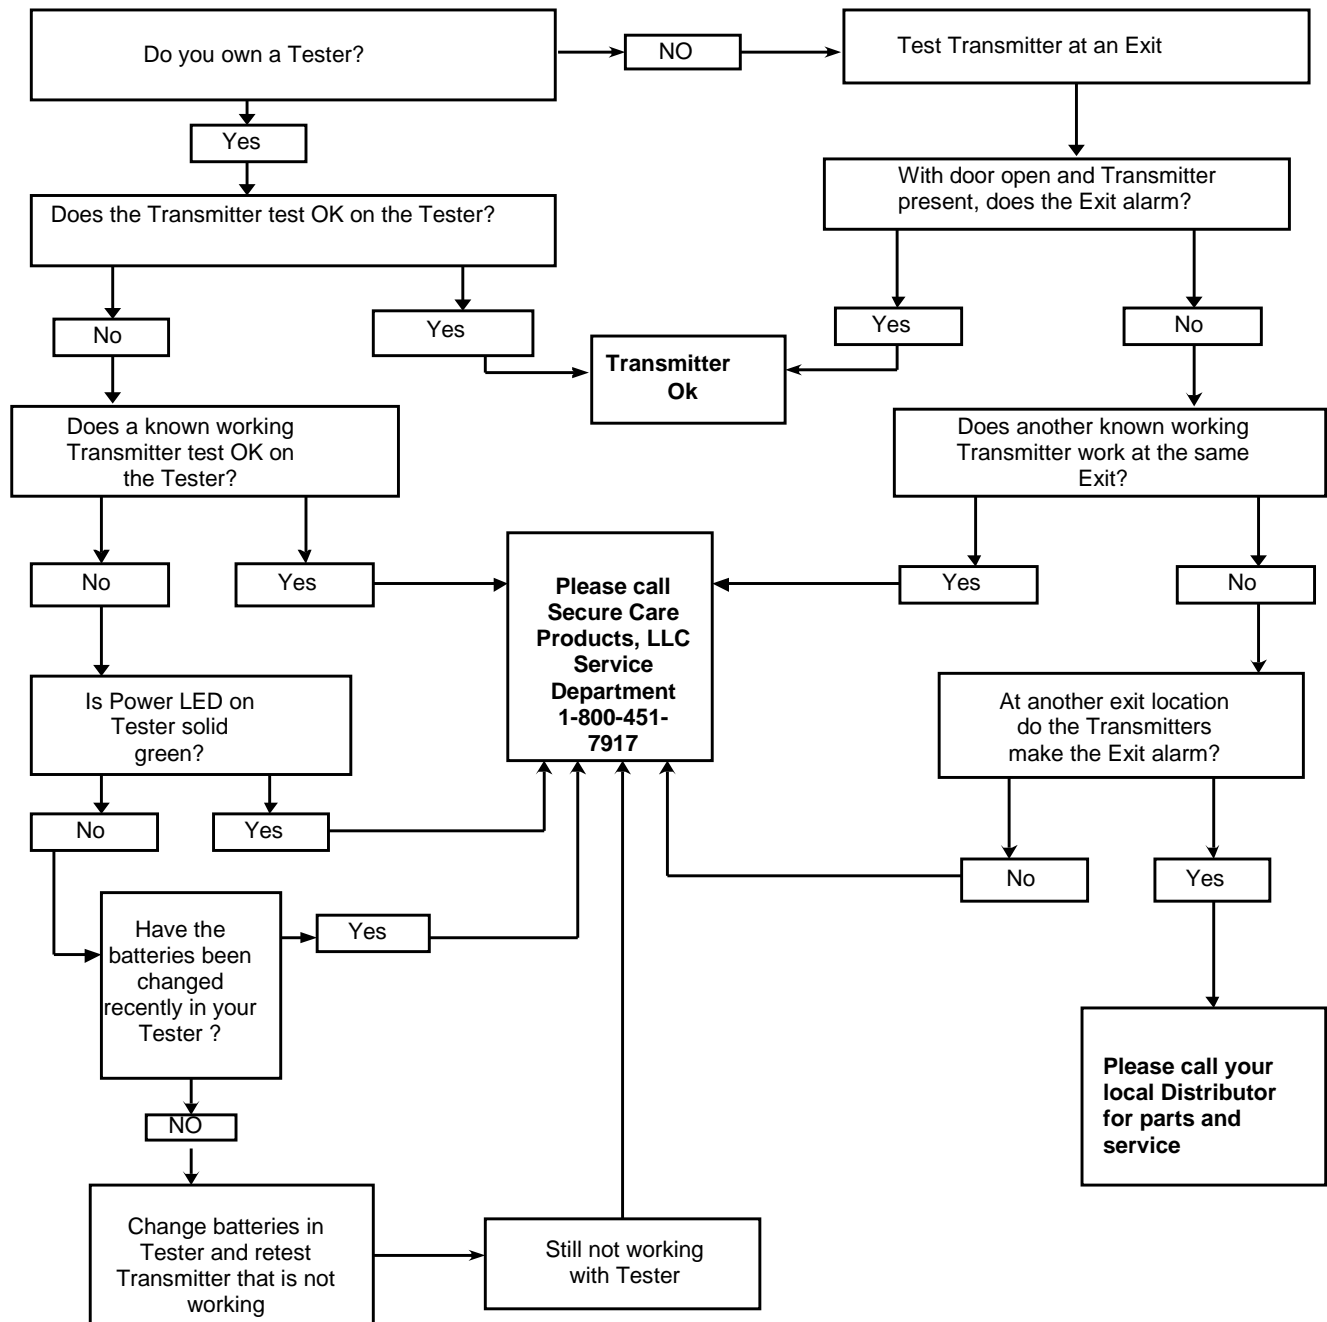 Do you own a Tester?
NO
Test Transmitter at an Exit
Yes
With door open and Transmitter
present, does the Exit alarm?
Does the Transmitter test OK on the Tester?
No
Yes
Yes
No
Transmitter
Ok
Does a known working
Transmitter test OK on
the Tester?
Does another known working
Transmitter work at the same
Exit?
No
Yes
Please call
Secure Care
Products, LLC
Service
Department
1-800-451-
7917
Yes
No
Is Power LED on
Tester solid
green?
At another exit location
do the Transmitters
make the Exit alarm?
No
Yes
No
Yes
Have the
batteries been
changed
recently in your
Tester ?
Yes
NO
Please call your
local Distributor
for parts and
service
Change batteries in
Tester and retest
Transmitter that is not
working
Still not working
with Tester